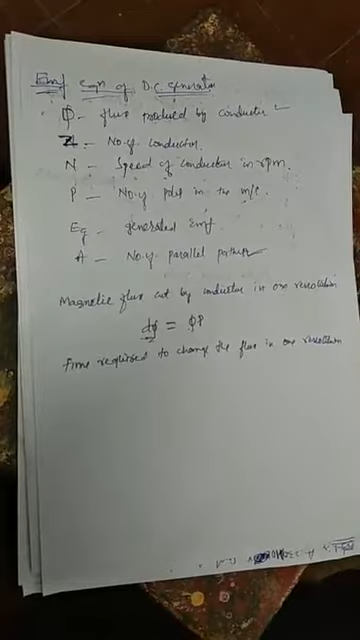 Emf eqn of D.C. Generator
Φ - flux produced by conductor
Z - No. of conductor.
N - Speed of conductor in rpm.
P - No. of poles in the m/c.
Eg - generated Emf
A - No. of parallel paths
Magnetic flux cut by conductor in one revolution
dΦ = ΦP
Time required to change the flux in one revolution